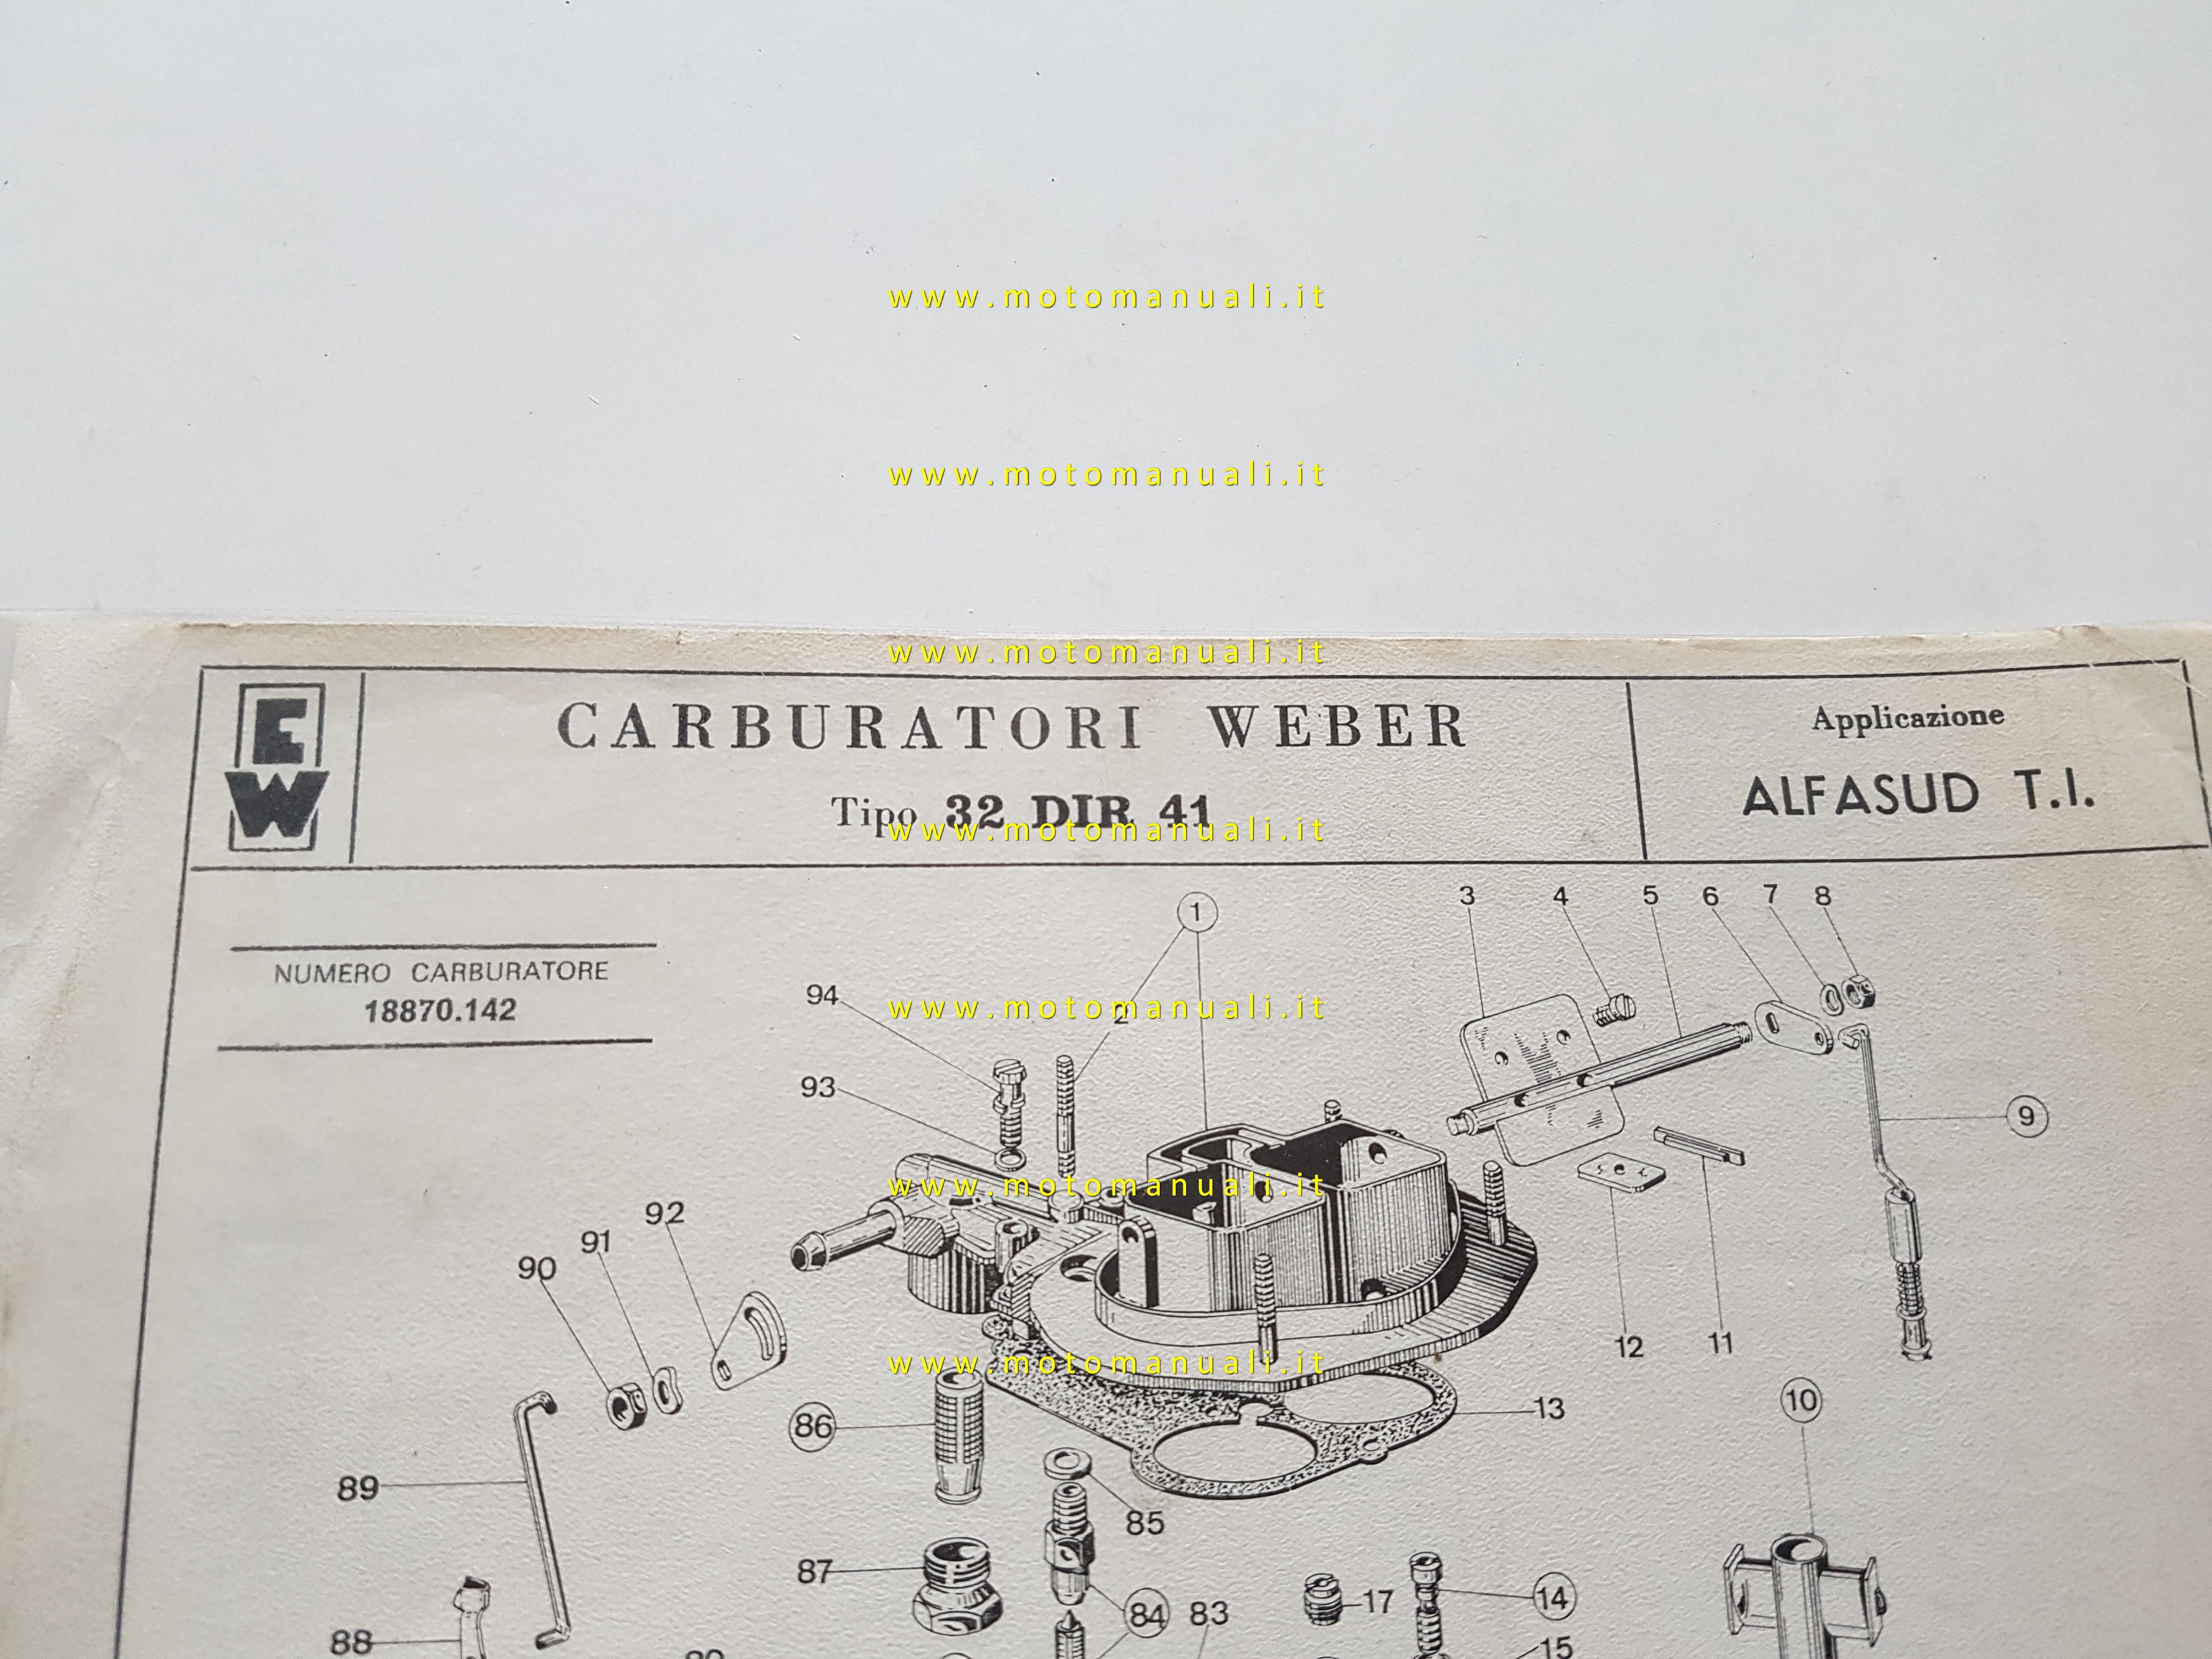 www.motomanuali.it
www.motomanuali.it
www.motomanuali.it
E
W
CARBURATORI WEBER
Tipo 32 DIR 41
www.motomanuali.it
Applicazione
ALFASUD T.I.
NUMERO CARBURATORE
18870.142
1
3 4 5 6 7 8
94
2
www.motomanuali.it
93
9
www.motomanuali.it
92
91
90
12 11
www.motomanuali.it
86
13
10
89
85
87
84 83
17
14
88
15